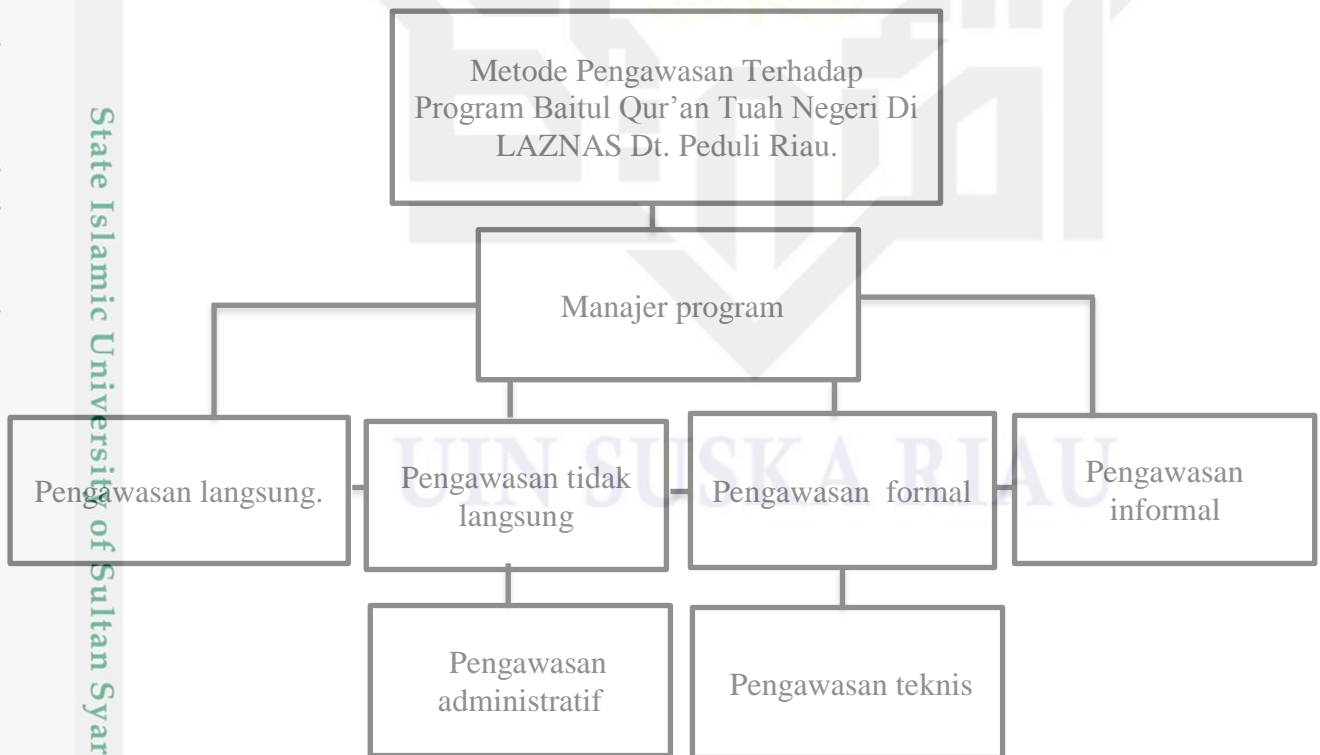 Metode Pengawasan Terhadap
Program Baitul Qur’an Tuah Negeri Di
LAZNAS Dt. Peduli Riau.
Manajer program
Pengawasan langsung.
Pengawasan tidak
langsung
Pengawasan formal
Pengawasan
informal
Pengawasan
administratif
Pengawasan teknis
UIN SUSKA RIAU
State Islamic University of Sultan Syar